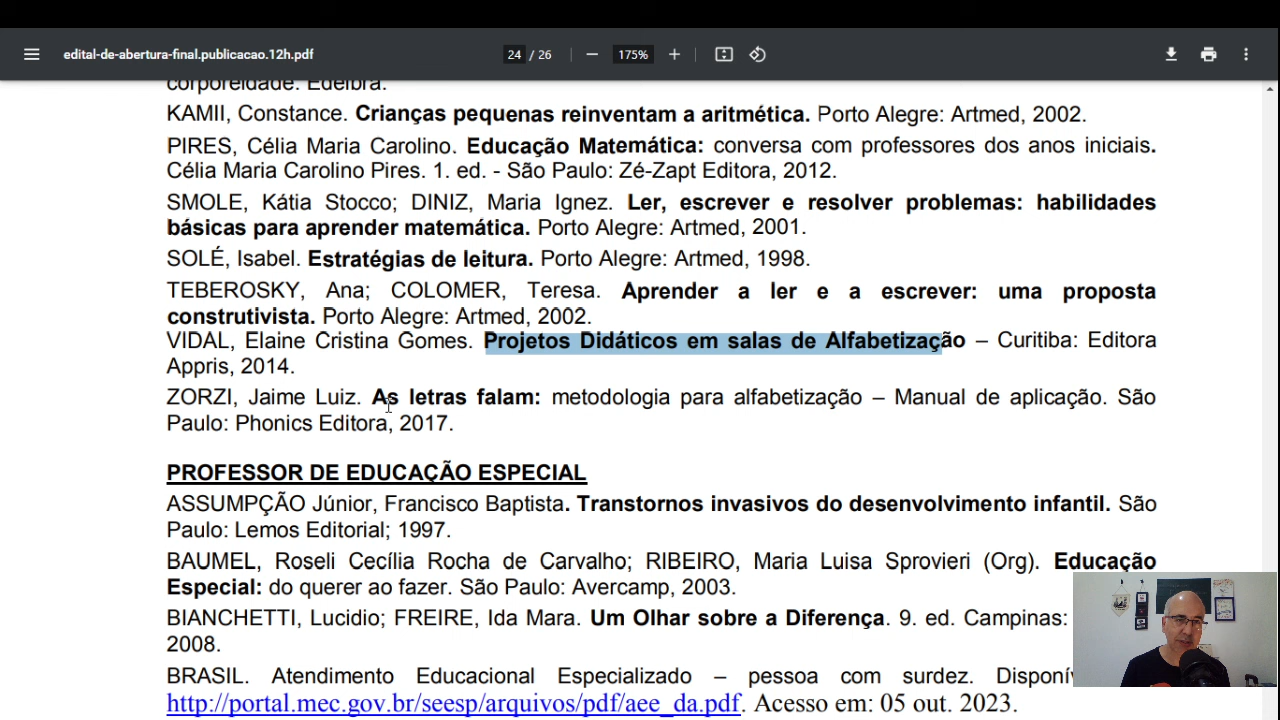 edital-de-abertura-final.publicacao.12h.pdf
24 / 26
175%
corporeidade. Edelbra.
KAMII, Constance. Crianças pequenas reinventam a aritmética. Porto Alegre: Artmed, 2002.
PIRES, Célia Maria Carolino. Educação Matemática: conversa com professores dos anos iniciais.
Célia Maria Carolino Pires. 1. ed. - São Paulo: Zé-Zapt Editora, 2012.
SMOLE, Kátia Stocco; DINIZ, Maria Ignez. Ler, escrever e resolver problemas: habilidades
básicas para aprender matemática. Porto Alegre: Artmed, 2001.
SOLÉ, Isabel. Estratégias de leitura. Porto Alegre: Artmed, 1998.
TEBEROSKY, Ana; COLOMER, Teresa. Aprender a ler e a escrever: uma proposta
construtivista. Porto Alegre: Artmed, 2002.
VIDAL, Elaine Cristina Gomes. Projetos Didáticos em salas de Alfabetização – Curitiba: Editora
Appris, 2014.
ZORZI, Jaime Luiz. As letras falam: metodologia para alfabetização – Manual de aplicação. São
Paulo: Phonics Editora, 2017.
PROFESSOR DE EDUCAÇÃO ESPECIAL
ASSUMPÇÃO Júnior, Francisco Baptista. Transtornos invasivos do desenvolvimento infantil. São
Paulo: Lemos Editorial; 1997.
BAUMEL, Roseli Cecília Rocha de Carvalho; RIBEIRO, Maria Luisa Sprovieri (Org). Educação
Especial: do querer ao fazer. São Paulo: Avercamp, 2003.
BIANCHETTI, Lucidio; FREIRE, Ida Mara. Um Olhar sobre a Diferença. 9. ed. Campinas:
2008.
BRASIL. Atendimento Educacional Especializado – pessoa com surdez. Disponív
http://portal.mec.gov.br/seesp/arquivos/pdf/aee_da.pdf. Acesso em: 05 out. 2023.